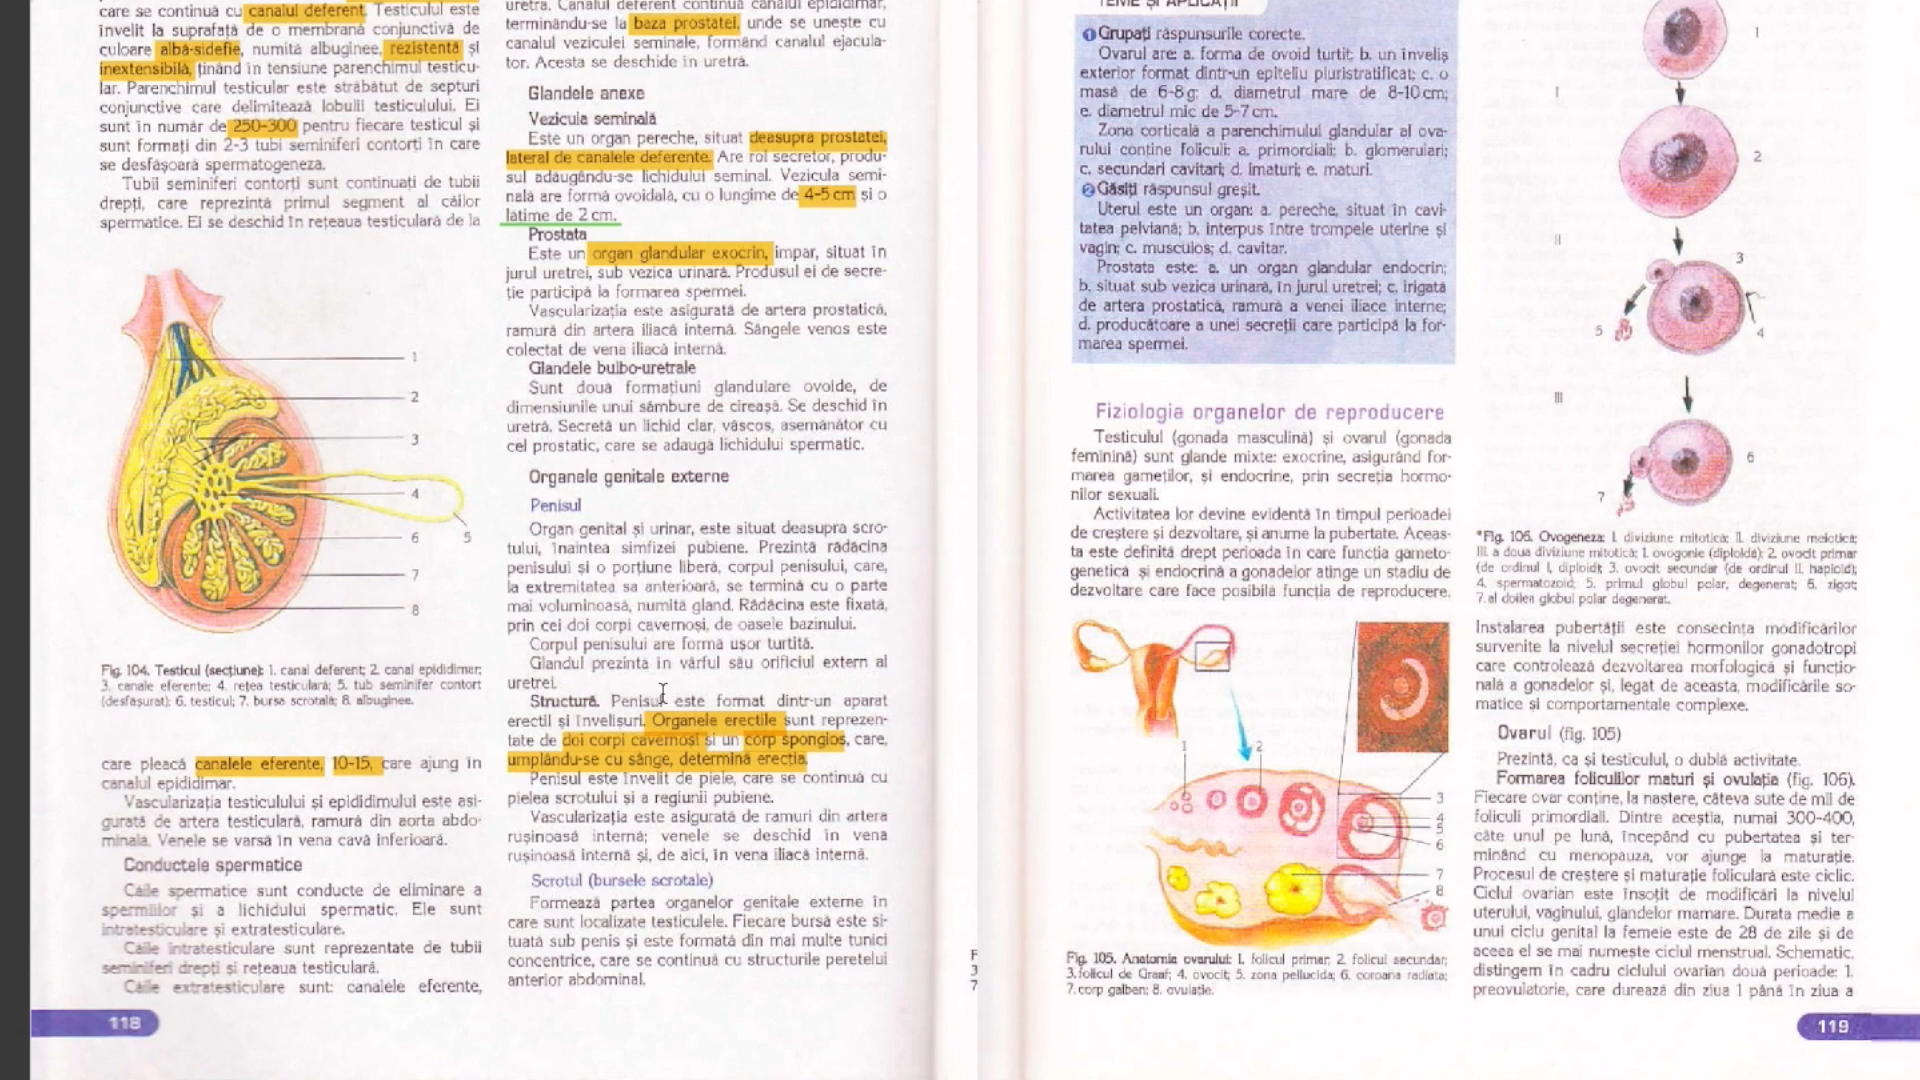 care se continuă cu canalul deferent. Testiculul este
învelit la suprafață de o membrană conjunctivă de
culoare albă-sidefie, numită albuginee, rezistentă și
inextensibilă, ținând în tensiune parenchimul testicu-
lar. Parenchimul testicular este străbătut de septuri
conjunctive care delimitează lobulii testiculului. Ei
sunt în număr de 250-300 pentru fiecare testicul și
sunt formați din 2-3 tubi seminiferi contorți în care
se desfășoară spermatogeneza.
Tubii seminiferi contorți sunt continuați de tubii
drepți, care reprezintă primul segment al căilor
spermatice. Ei se deschid în rețeaua testiculară de la
1
2
3
4
5
6
7
8
Fig. 104. Testicul (secțiune): 1. canal deferent; 2. canal epididimar;
3. canale eferente; 4. rețea testiculară; 5. tub seminifer contort
(desfășurat); 6. testicul; 7. bursa scrotală; 8. albuginee.
care pleacă canalele eferente, 10-15, care ajung în
canalul epididimar.
Vascularizația testiculului și epididimului este asi-
gurată de artera testiculară, ramură din aorta abdo-
minală. Venele se varsă în vena cavă inferioară.
Conductele spermatice
Căile spermatice sunt conducte de eliminare a
spermiilor și a lichidului spermatic. Ele sunt
intratesticulare și extratesticulare.
Căile intratesticulare sunt reprezentate de tubii
seminiferi drepți și rețeaua testiculară.
Căile extratesticulare sunt: canalele eferente,
118
uretră. Canalul deferent continuă canalul epididimar,
terminându-se la baza prostatei, unde se unește cu
canalul veziculei seminale, formând canalul ejacula-
tor. Acesta se deschide în uretră.
Glandele anexe
Vezicula seminală
Este un organ pereche, situat deasupra prostatei,
lateral de canalele deferente. Are rol secretor, produ-
sul adăugându-se lichidului seminal. Vezicula semi-
nală are formă ovoidală, cu o lungime de 4-5 cm și o
lățime de 2 cm.
Prostata
Este un organ glandular exocrin, impar, situat în
jurul uretrei, sub vezica urinară. Produsul ei de secre-
ție participă la formarea spermei.
Vascularizația este asigurată de artera prostatică,
ramură din artera iliacă internă. Sângele venos este
colectat de vena iliacă internă.
Glandele bulbo-uretrale
Sunt două formațiuni glandulare ovoide, de
dimensiunile unui sâmbure de cireașă. Se deschid în
uretră. Secretă un lichid clar, vâscos, asemănător cu
cel prostatic, care se adaugă lichidului spermatic.
Organele genitale externe
Penisul
Organ genital și urinar, este situat deasupra scro-
tului, înaintea simfizei pubiene. Prezintă rădăcina
penisului și o porțiune liberă, corpul penisului, care,
la extremitatea sa anterioară, se termină cu o parte
mai voluminoasă, numită gland. Rădăcina este fixată,
prin cei doi corpi cavernoși, de oasele bazinului.
Corpul penisului are formă ușor turtită.
Glandul prezintă în vârful său orificiul extern al
uretrei.
Structură. Penisul este format dintr-un aparat
erectil și învelișuri. Organele erectile sunt reprezen-
tate de doi corpi cavernoși și un corp spongios, care,
umplându-se cu sânge, determină erecția.
Penisul este învelit de piele, care se continuă cu
pielea scrotului și a regiunii pubiene.
Vascularizația este asigurată de ramuri din artera
rușinoasă internă; venele se deschid în vena
rușinoasă internă și, de aici, în vena iliacă internă.
Scrotul (bursele scrotale)
Formează partea organelor genitale externe în
care sunt localizate testiculele. Fiecare bursă este si-
tuată sub penis și este formată din mai multe tunici
concentrice, care se continuă cu structurile peretelui
anterior abdominal.
F
3
7
TEME ȘI APLICAȚII
1 Grupați răspunsurile corecte.
Ovarul are: a. forma de ovoid turtit; b. un înveliș
exterior format dintr-un epiteliu pluristratificat; c. o
masă de 6-8 g; d. diametrul mare de 8-10 cm;
e. diametrul mic de 5-7 cm.
Zona corticală a parenchimului glandular al ova-
rului conține foliculi: a. primordiali; b. glomerulari;
c. secundari cavitari; d. imaturi; e. maturi.
2 Găsiți răspunsul greșit.
Uterul este un organ: a. pereche, situat în cavi-
tatea pelviană; b. interpus între trompele uterine și
vagin; c. musculos; d. cavitar.
Prostata este: a. un organ glandular endocrin;
b. situat sub vezica urinară, în jurul uretrei; c. irigată
de artera prostatică, ramură a venei iliace interne;
d. producătoare a unei secreții care participă la for-
marea spermei.
Fiziologia organelor de reproducere
Testiculul (gonada masculină) și ovarul (gonada
feminină) sunt glande mixte: exocrine, asigurând for-
marea gameților, și endocrine, prin secreția hormo-
nilor sexuali.
Activitatea lor devine evidentă în timpul perioadei
de creștere și dezvoltare, și anume la pubertate. Aceas-
ta este definită drept perioada în care funcția gameto-
genetică și endocrină a gonadelor atinge un stadiu de
dezvoltare care face posibilă funcția de reproducere.
1
2
3
4
5
6
7
8
Fig. 105. Anatomia ovarului: 1. folicul primar; 2. folicul secundar;
3. folicul de Graaf; 4. ovocit; 5. zona pellucida; 6. coroana radiata;
7. corp galben; 8. ovulație.
1
I
2
II
3
5
4
III
6
7
*Fig. 106. Ovogeneza: I. diviziune mitotică; II. diviziune meiotică;
III. a doua diviziune mitotică; 1. ovogonie (diploidă); 2. ovocit primar
(de ordinul I, diploid); 3. ovocit secundar (de ordinul II, haploid);
4. spermatozoid; 5. primul globul polar, degenerat; 6. zigot;
7. al doilea globul polar degenerat.
Instalarea pubertății este consecința modificărilor
survenite la nivelul secreției hormonilor gonadotropi
care controlează dezvoltarea morfologică și funcțio-
nală a gonadelor și, legat de aceasta, modificările so-
matice și comportamentale complexe.
Ovarul (fig. 105)
Prezintă, ca și testiculul, o dublă activitate.
Formarea foliculilor maturi și ovulația (fig. 106).
Fiecare ovar conține, la naștere, câteva sute de mii de
foliculi primordiali. Dintre aceștia, numai 300-400,
câte unul pe lună, începând cu pubertatea și ter-
minând cu menopauza, vor ajunge la maturație.
Procesul de creștere și maturație foliculară este ciclic.
Ciclul ovarian este însoțit de modificări la nivelul
uterului, vaginului, glandelor mamare. Durata medie a
unui ciclu genital la femeie este de 28 de zile și de
aceea el se mai numește ciclul menstrual. Schematic,
distingem în cadru ciclului ovarian două perioade: 1.
preovulatorie, care durează din ziua 1 până în ziua a
119